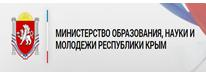 МИНИСТЕРСТВО ОБРАЗОВАНИЯ, НАУКИ И
МОЛОДЕЖИ РЕСПУБЛИКИ КРЫМ